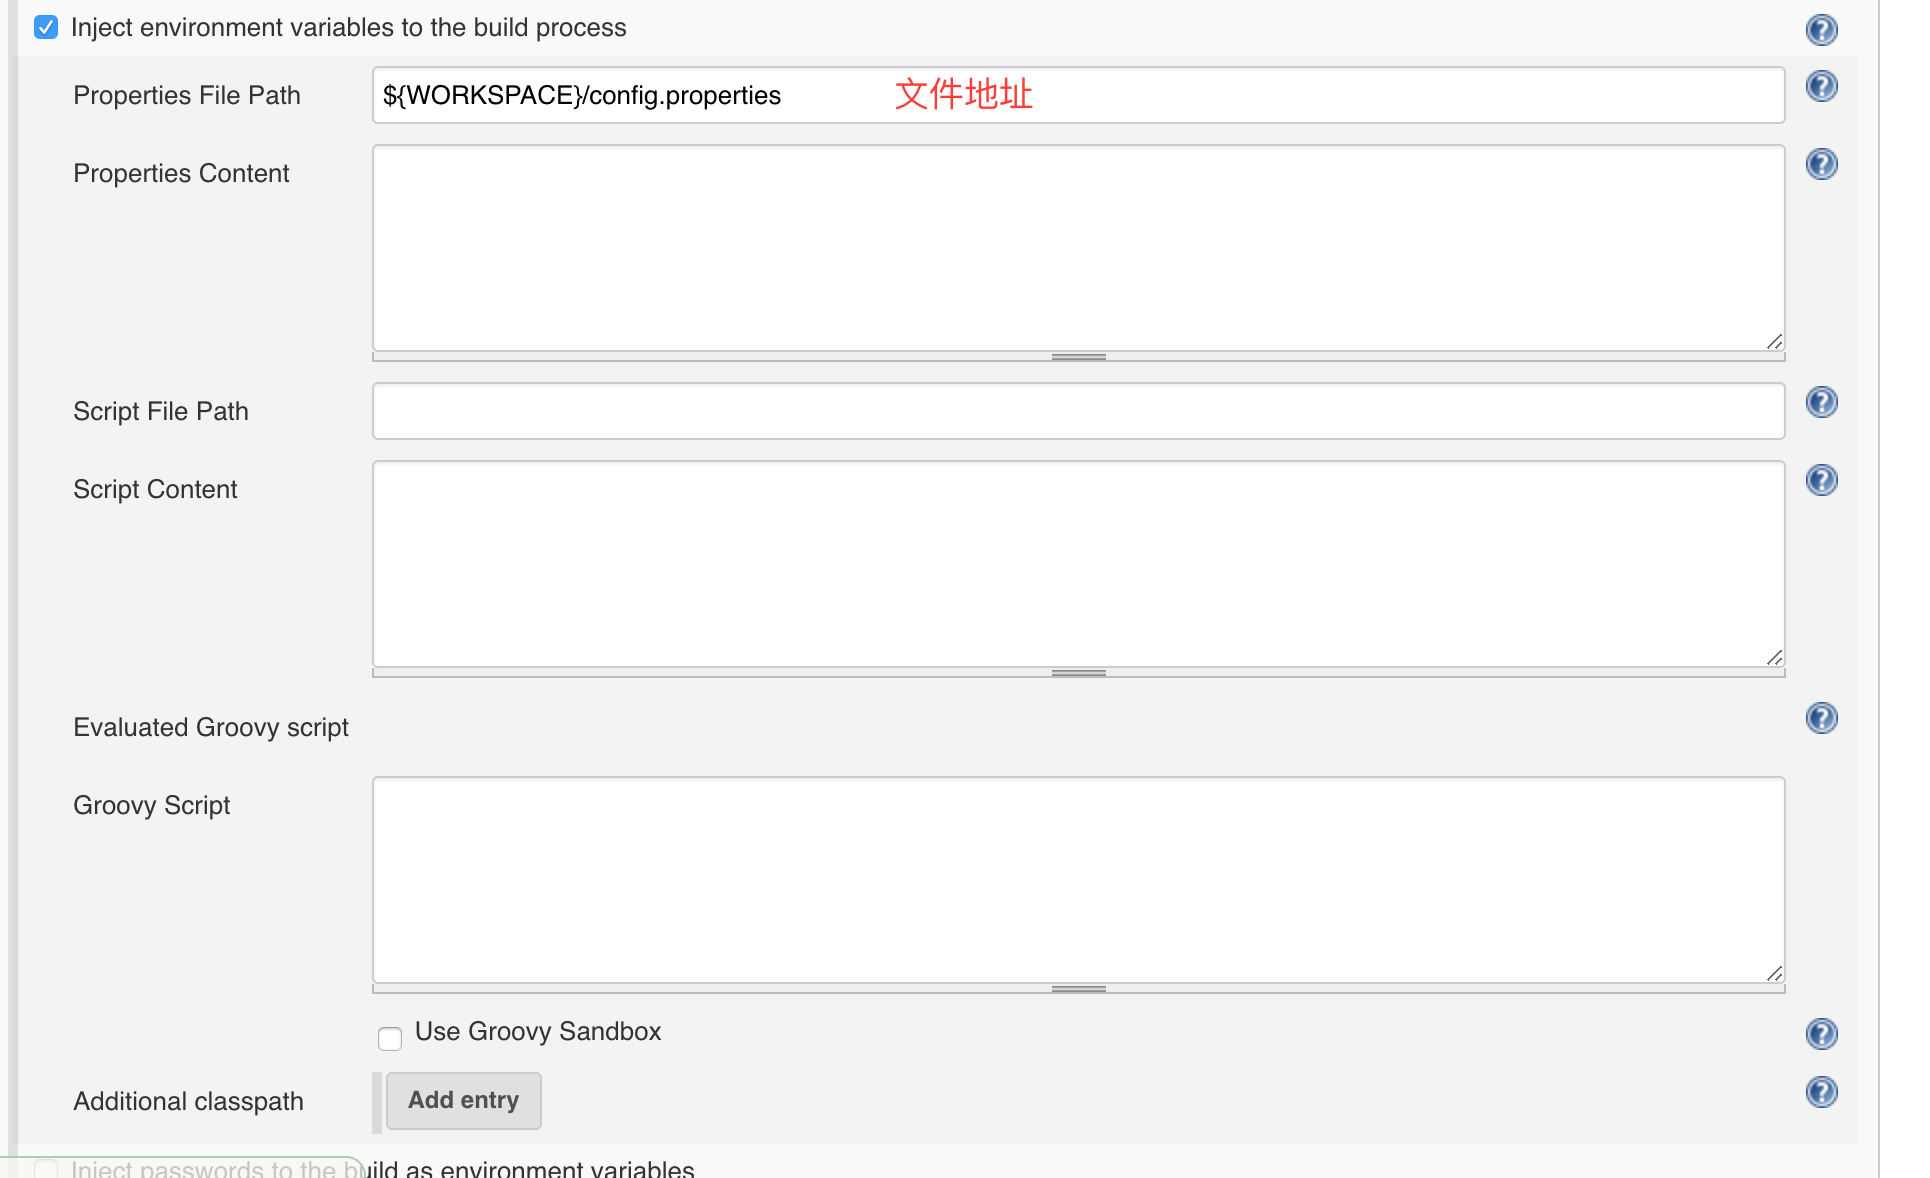 Inject environment variables to the build process
Properties File Path
${WORKSPACE}/config.properties 文件地址
Properties Content
Script File Path
Script Content
Evaluated Groovy script
Groovy Script
Use Groovy Sandbox
Additional classpath
Add entry
Inject passwords to the build as environment variables